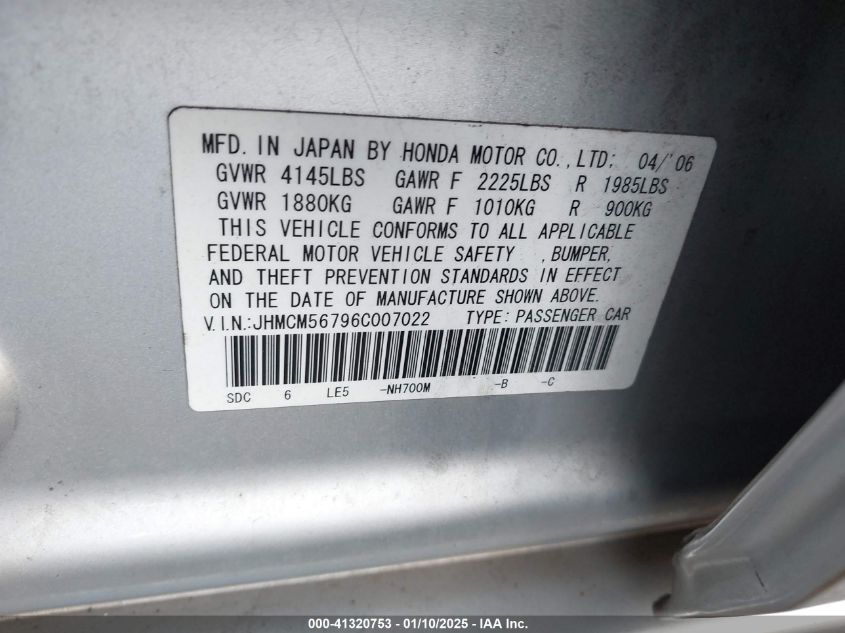 MFD. IN JAPAN BY HONDA MOTOR CO.,LTD: 04/'06
GVWR 4145LBS GAWR F 2225LBS R 1985LBS
GVWR 1880KG GAWR F 1010KG R 900KG
THIS VEHICLE CONFORMS TO ALL APPLICABLE
FEDERAL MOTOR VEHICLE SAFETY , BUMPER,
AND THEFT PREVENTION STANDARDS IN EFFECT
ON THE DATE OF MANUFACTURE SHOWN ABOVE.
V.I.N.:JHMCM56796C007022 TYPE: PASSENGER CAR
SDC 6 LE5 -NH700M -B -C
000-41320753 - 01/10/2025 - IAA Inc.